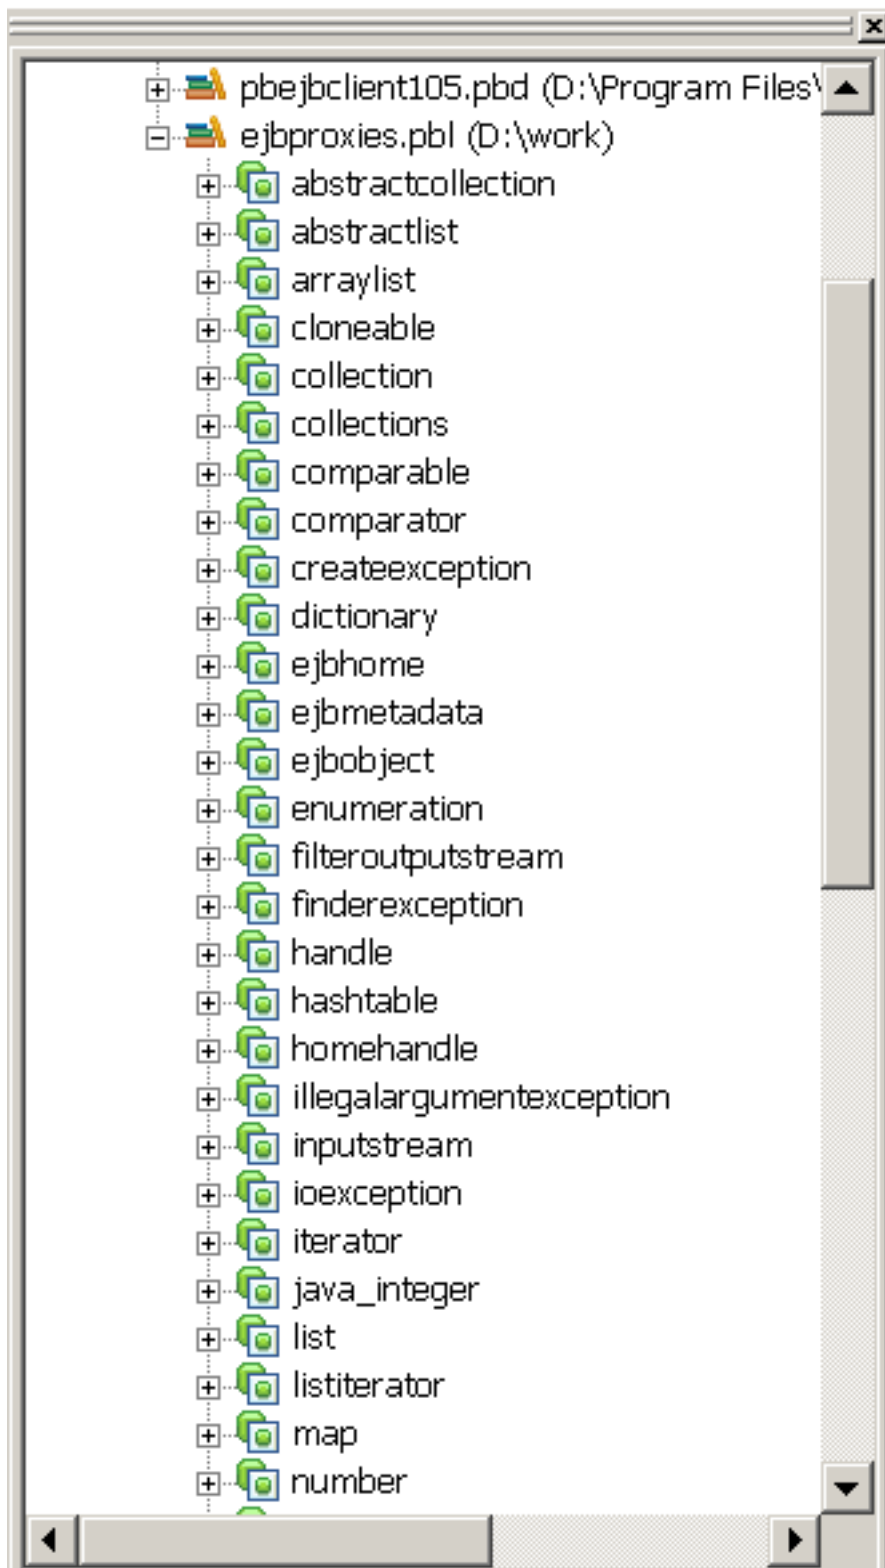 pbejbclient105.pbd (D:\Program Files\
ejbproxies.pbl (D:\work)
abstractcollection
abstractlist
arraylist
cloneable
collection
collections
comparable
comparator
createexception
dictionary
ejbhome
ejbmetadata
ejbobject
enumeration
filteroutputstream
finderexception
handle
hashtable
homehandle
illegalargumentexception
inputstream
ioexception
iterator
java_integer
list
listiterator
map
number